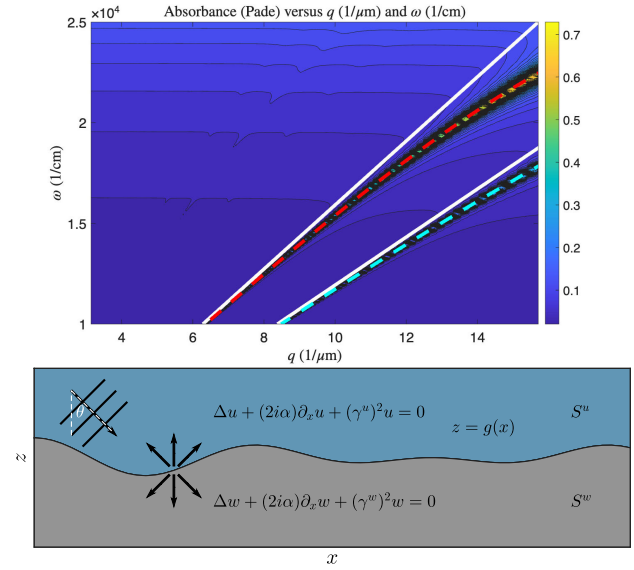 Absorbance (Pade) versus q (1/μm) and ω (1/cm)
2.5 ×10⁴
2
1.5
1
ω (1/cm)
4 6 8 10 12 14
q (1/μm)
0.7
0.6
0.5
0.4
0.3
0.2
0.1
θ
Δu + (2iα)∂ₓu + (γᵘ)²u = 0
Sᵘ
z = g(x)
z
Δw + (2iα)∂ₓw + (γʷ)²w = 0
Sʷ
x